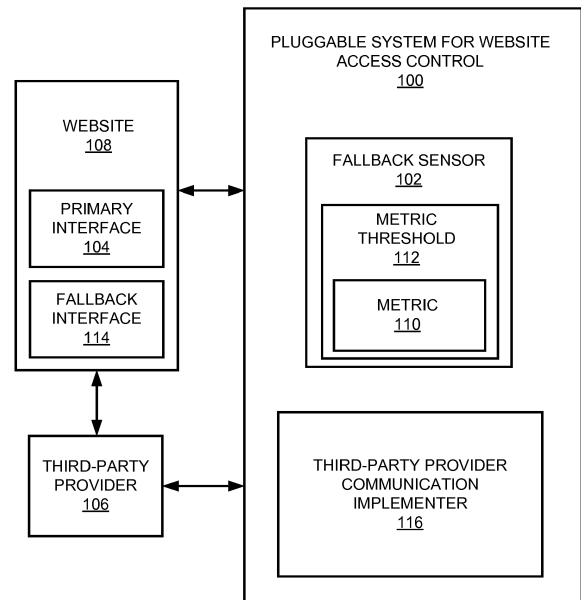 PLUGGABLE SYSTEM FOR WEBSITE
ACCESS CONTROL
100
WEBSITE
108
PRIMARY
INTERFACE
104
FALLBACK
INTERFACE
114
FALLBACK SENSOR
102
METRIC
THRESHOLD
112
METRIC
110
THIRD-PARTY
PROVIDER
106
THIRD-PARTY PROVIDER
COMMUNICATION
IMPLEMENTER
116